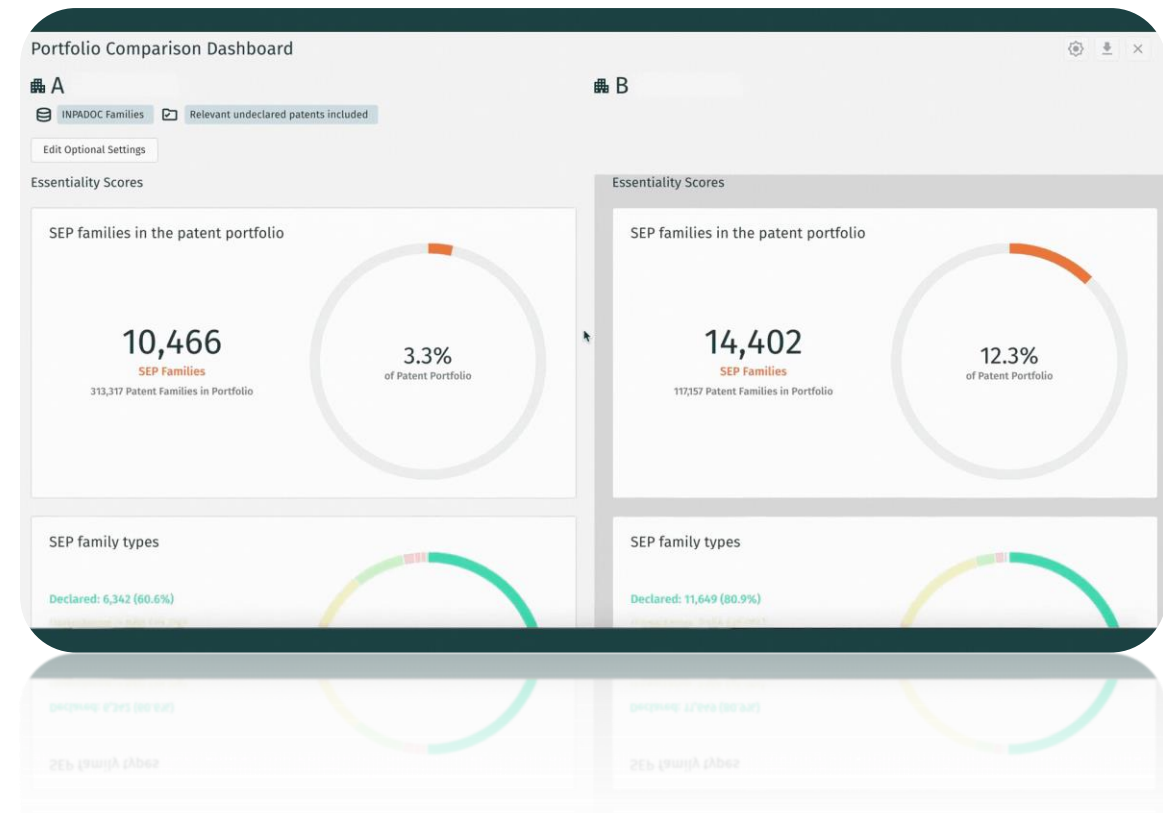 Portfolio Comparison Dashboard
A
INPADOC Families
Relevant undeclared patents included
Edit Optional Settings
Essentiality Scores
SEP families in the patent portfolio
10,466
SEP Families
313,317 Patent Families in Portfolio
3.3%
of Patent Portfolio
SEP family types
Declared: 6,342 (60.6%)
B
Essentiality Scores
SEP families in the patent portfolio
14,402
SEP Families
117,157 Patent Families in Portfolio
12.3%
of Patent Portfolio
SEP family types
Declared: 11,649 (80.9%)